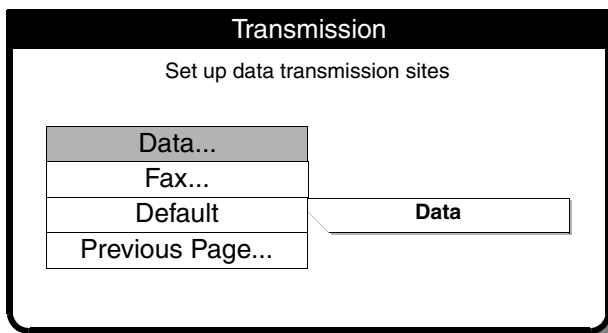 Transmission
Set up data transmission sites
Data...
Fax...
Default
Data
Previous Page...